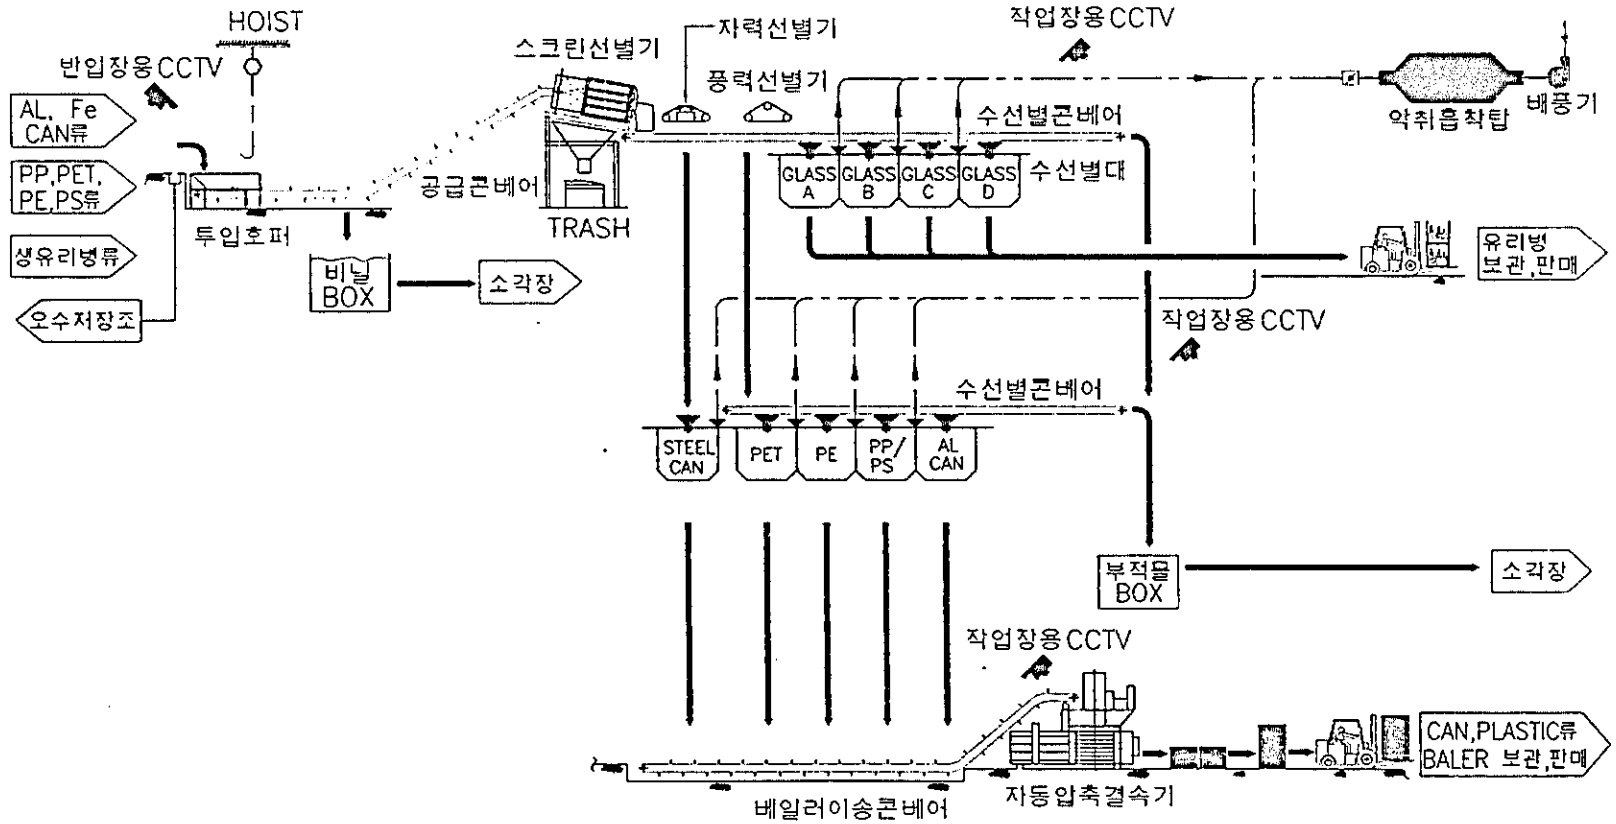 HOIST
반입장용CCTV
AL, Fe
CAN류
PP,PET,
PE,PS류
생유리병류
오수저장조
투입호퍼
비닐
BOX
소각장
공급콘베어
스크린선별기
TRASH
자력선별기
풍력선별기
작업장용CCTV
수선별콘베어
수선별대
GLASS
A
GLASS
B
GLASS
C
GLASS
D
악취흡착탑
배풍기
유리병
보관,판매
작업장용CCTV
수선별콘베어
STEEL
CAN
PET
PE
PP/
PS
AL
CAN
부적물
BOX
소각장
작업장용CCTV
베일러이송콘베어
자동압축결속기
CAN,PLASTIC류
BALER 보관,판매